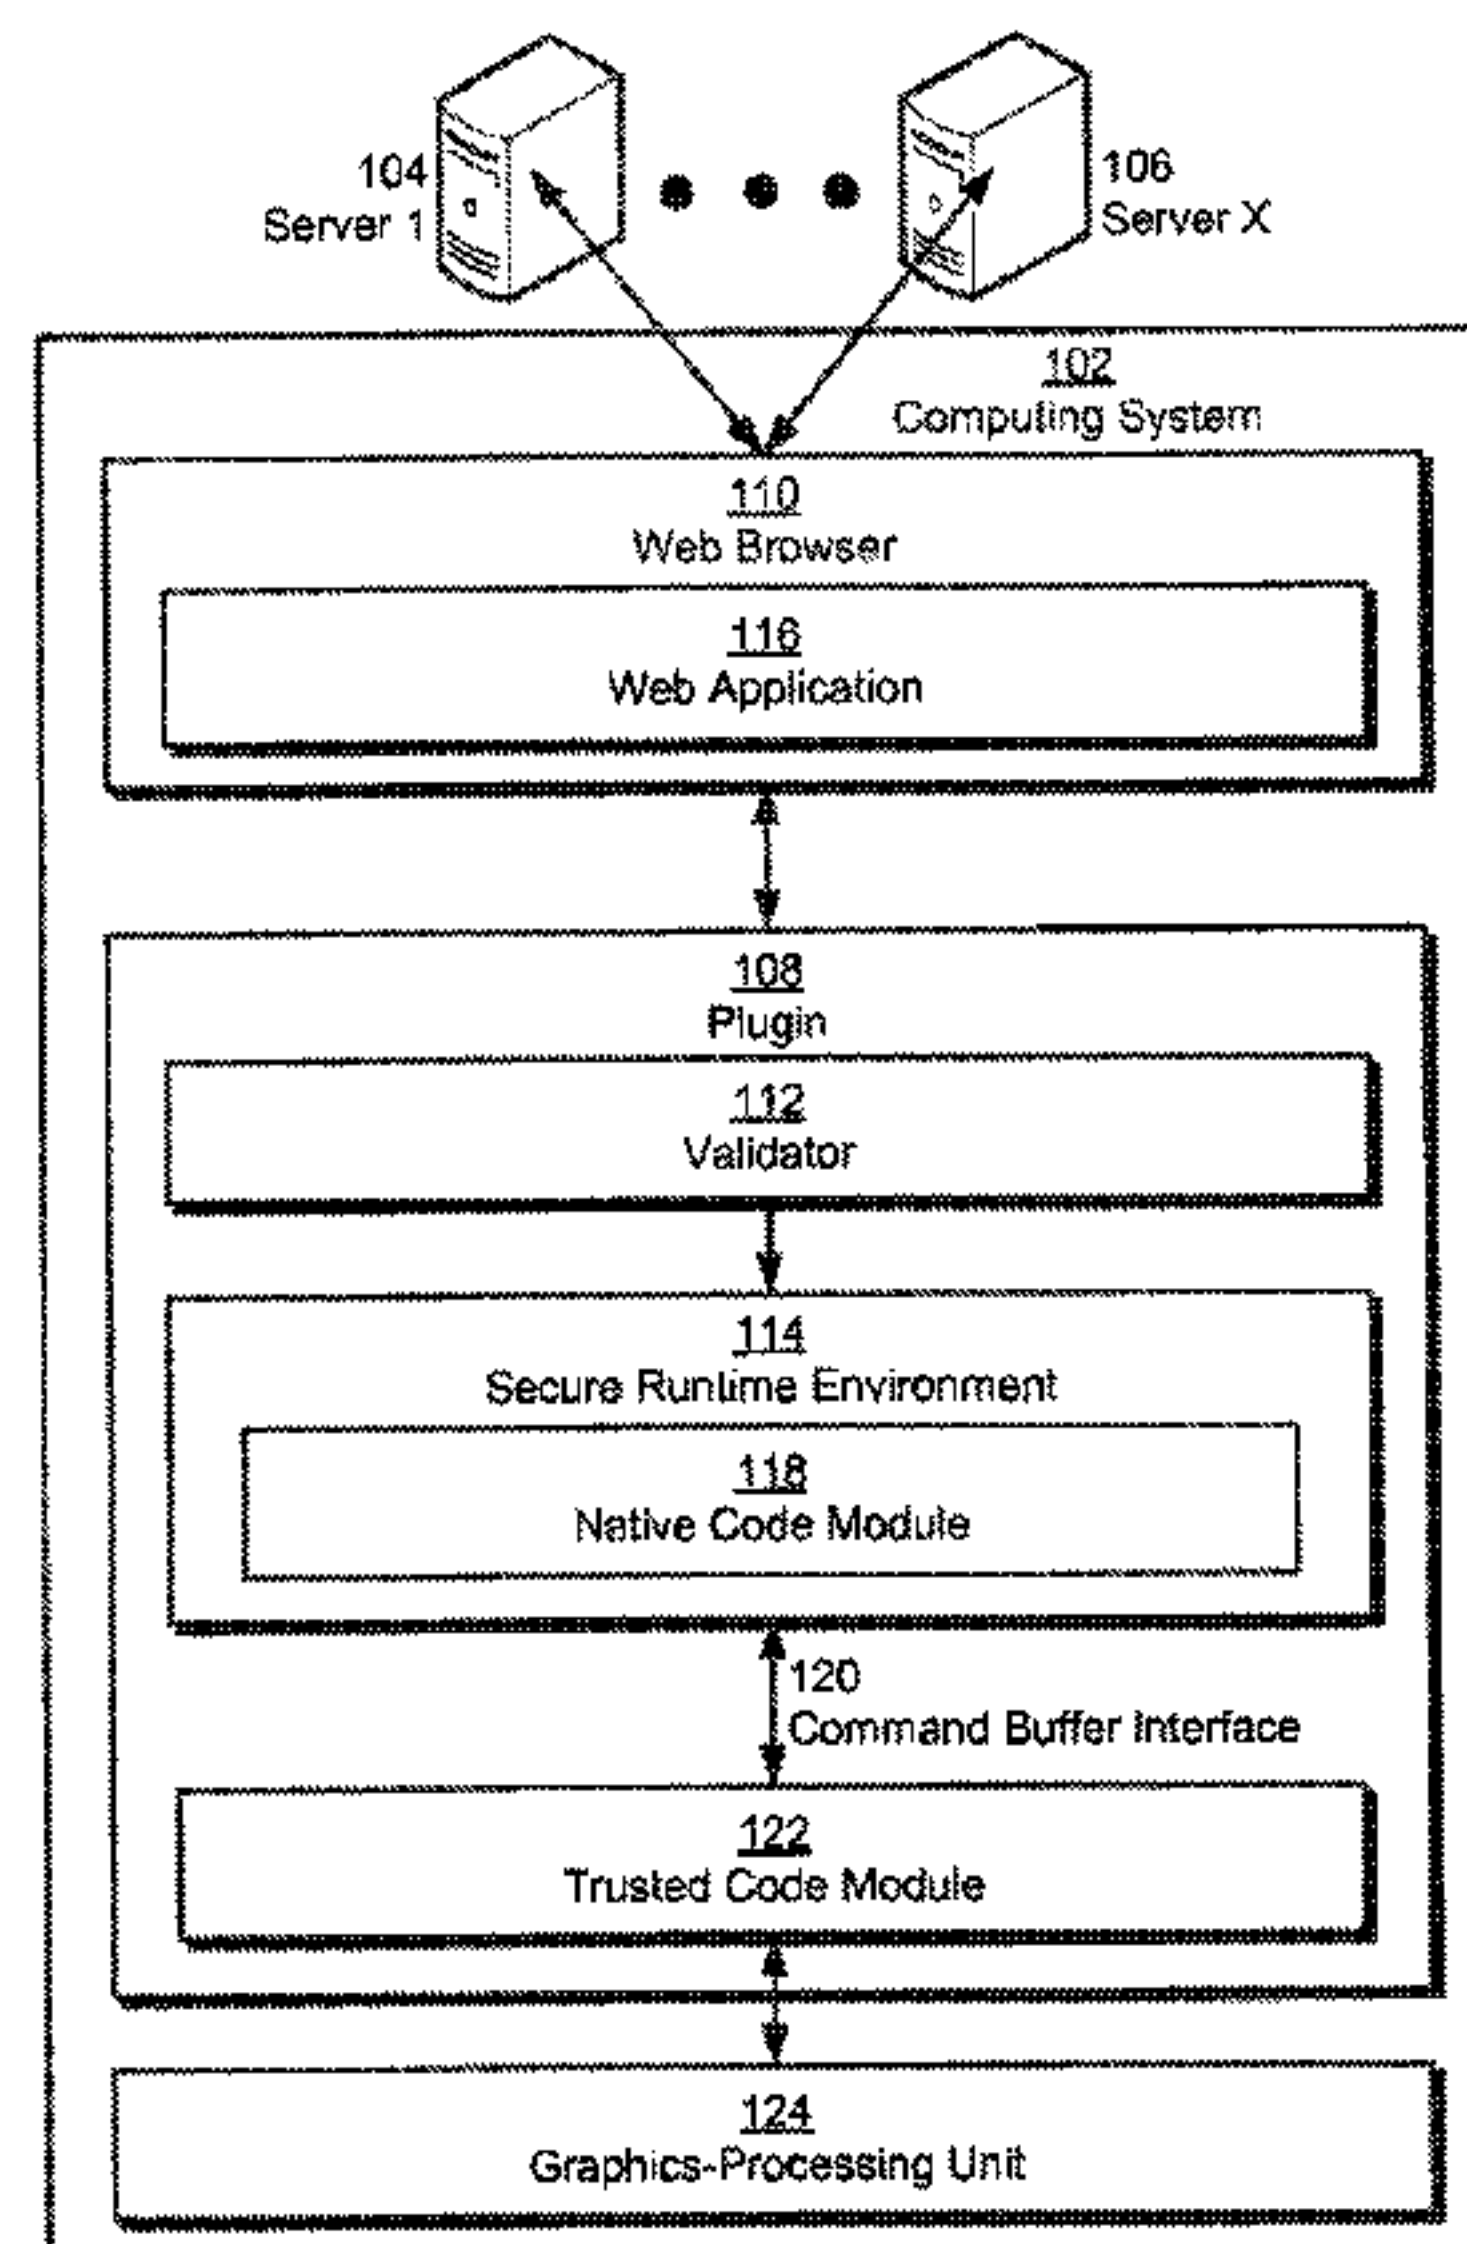 104
Server 1
106
Server X
102
Computing System
110
Web Browser
116
Web Application
108
Plugin
112
Validator
114
Secure Runtime Environment
118
Native Code Module
120
Command Buffer Interface
122
Trusted Code Module
124
Graphics-Processing Unit